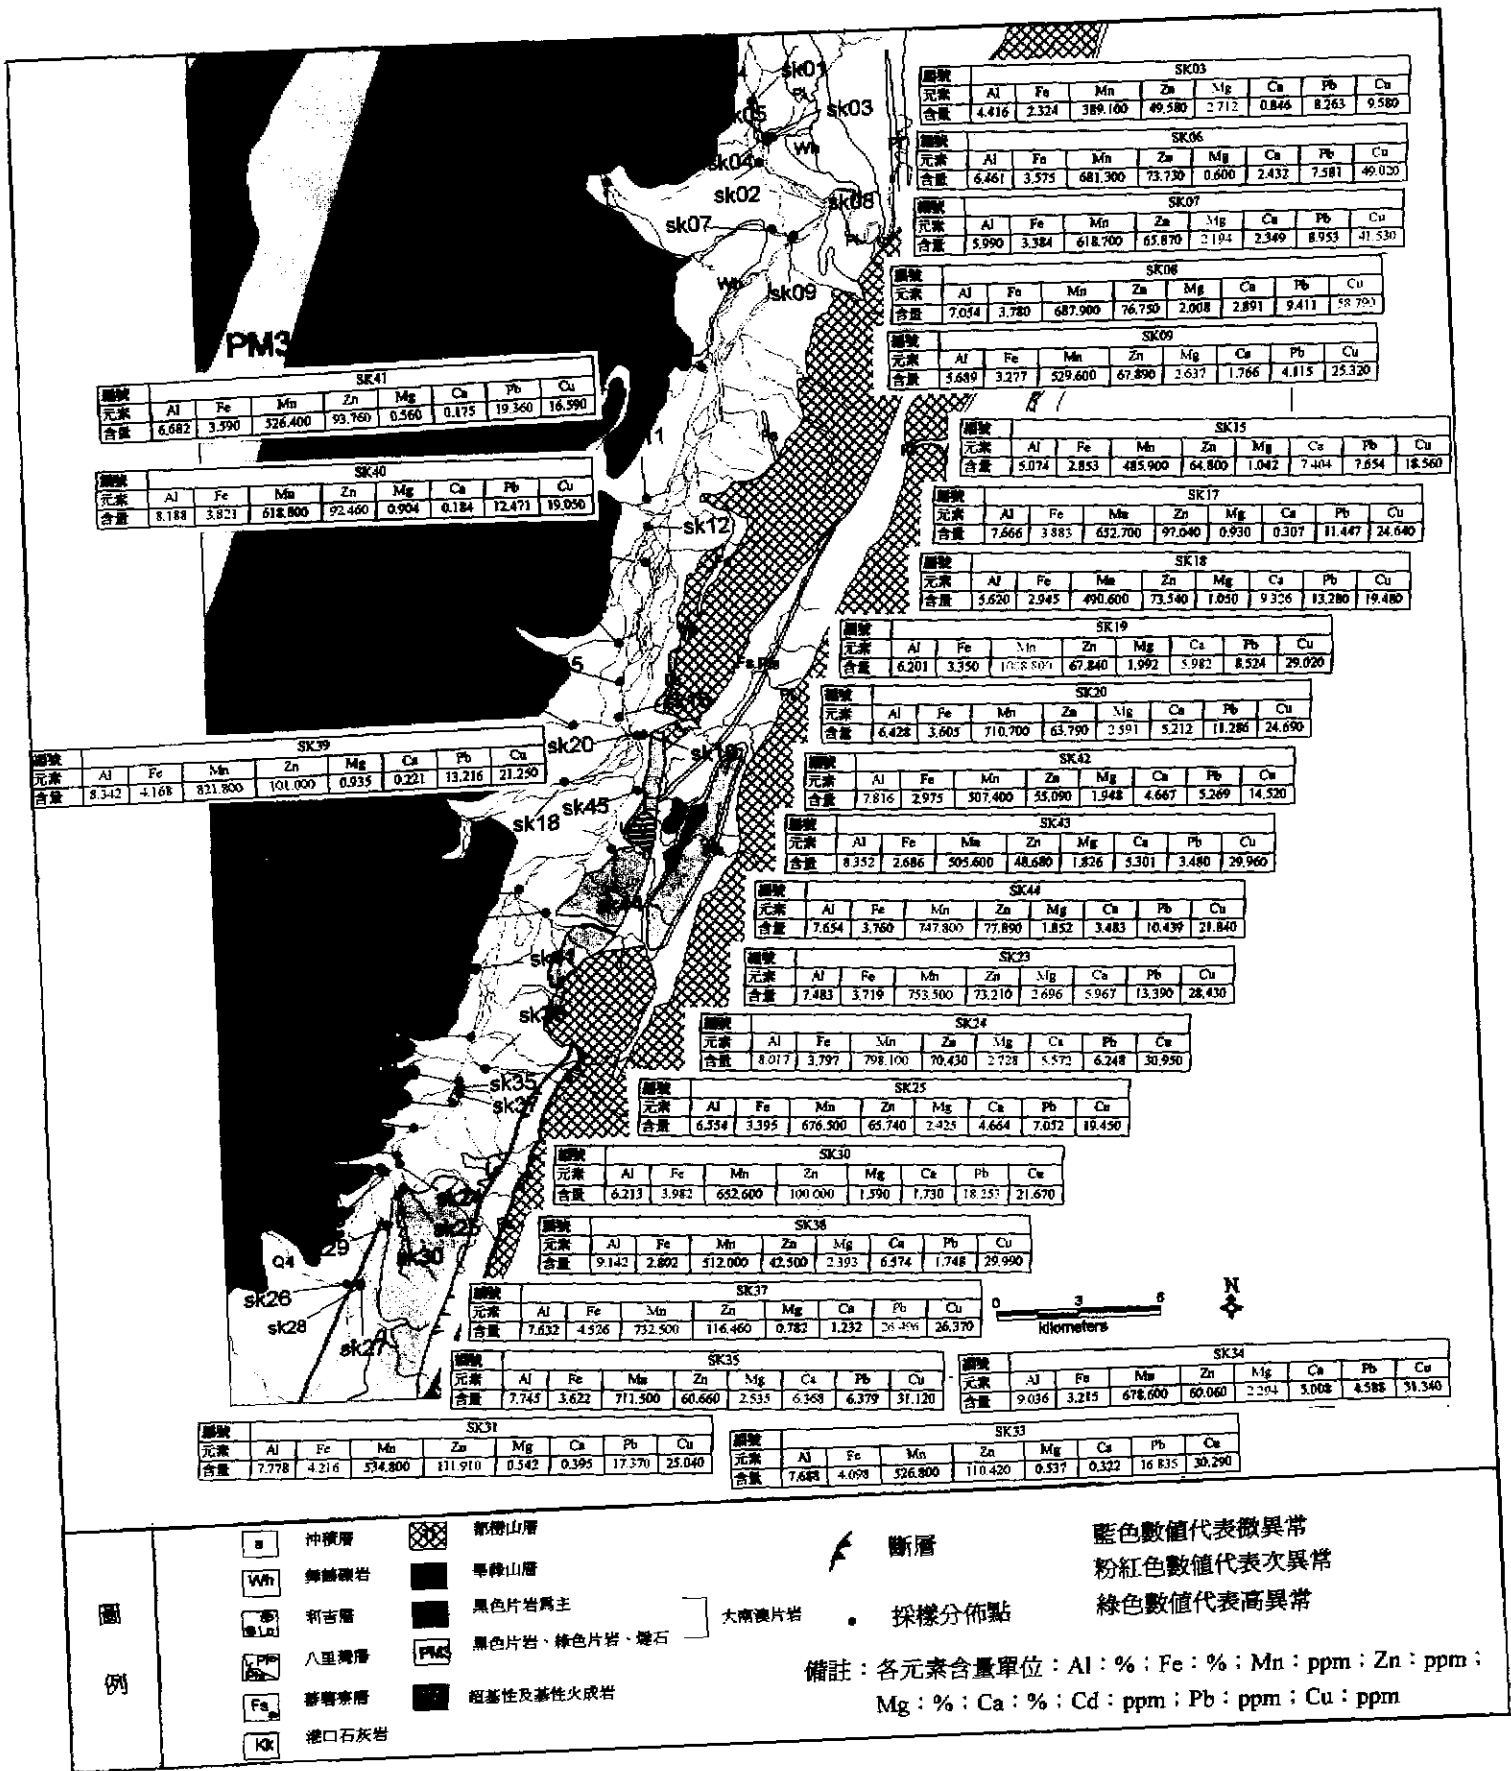 sk01
sk03
sk04
sk02
sk08
sk07
sk09
PM3
sk12
sk20
sk45
sk18
sk35
sk37
sk30
Q4
sk26
sk28
sk27
編號 SK03
元素 Al Fe Mn Zn Mg Ca Pb Cu
含量 4.416 2.324 389.100 49.580 2.712 0.846 8.263 9.580
編號 SK06
元素 Al Fe Mn Zn Mg Ca Pb Cu
含量 6.461 3.575 681.300 73.730 0.600 2.432 7.581 49.020
編號 SK07
元素 Al Fe Mn Zn Mg Ca Pb Cu
含量 5.990 3.384 618.700 65.870 2.194 2.349 8.953 41.530
編號 SK08
元素 Al Fe Mn Zn Mg Ca Pb Cu
含量 7.054 3.780 687.900 76.750 2.008 2.891 9.411 58.790
編號 SK09
元素 Al Fe Mn Zn Mg Ca Pb Cu
含量 5.689 3.277 529.600 67.890 2.637 1.766 4.115 25.320
編號 SK41
元素 Al Fe Mn Zn Mg Ca Pb Cu
含量 6.682 3.590 526.400 93.760 0.560 0.175 19.360 16.590
編號 SK40
元素 Al Fe Mn Zn Mg Ca Pb Cu
含量 8.188 3.821 618.800 92.460 0.904 0.184 12.471 19.050
編號 SK15
元素 Al Fe Mn Zn Mg Ca Pb Cu
含量 5.074 2.853 485.900 64.800 1.042 7.404 7.654 18.560
編號 SK17
元素 Al Fe Mn Zn Mg Ca Pb Cu
含量 7.666 3.883 652.700 97.040 0.930 0.307 11.447 24.640
編號 SK18
元素 Al Fe Mn Zn Mg Ca Pb Cu
含量 5.620 2.945 490.600 73.540 1.050 9.326 13.280 19.480
編號 SK19
元素 Al Fe Mn Zn Mg Ca Pb Cu
含量 6.201 3.350 67.840 1.992 5.982 8.524 29.020
編號 SK20
元素 Al Fe Mn Zn Mg Ca Pb Cu
含量 6.428 3.605 710.700 63.790 2.591 5.212 11.286 24.690
編號 SK39
元素 Al Fe Mn Zn Mg Ca Pb Cu
含量 8.342 4.168 821.800 101.000 0.935 0.221 13.216 21.250
編號 SK42
元素 Al Fe Mn Zn Mg Ca Pb Cu
含量 7.816 2.975 507.400 55.090 1.948 4.667 5.269 14.520
編號 SK43
元素 Al Fe Mn Zn Mg Ca Pb Cu
含量 8.352 2.686 505.600 48.680 1.826 5.301 3.480 29.960
編號 SK44
元素 Al Fe Mn Zn Mg Ca Pb Cu
含量 7.654 3.760 747.800 77.890 1.852 3.483 10.439 21.840
編號 SK23
元素 Al Fe Mn Zn Mg Ca Pb Cu
含量 7.483 3.719 753.500 73.210 2.696 5.967 13.390 28.430
編號 SK24
元素 Al Fe Mn Zn Mg Ca Pb Cu
含量 8.017 3.797 798.100 70.430 2.728 5.572 6.248 30.950
編號 SK25
元素 Al Fe Mn Zn Mg Ca Pb Cu
含量 6.554 3.395 676.500 65.740 2.425 4.664 7.052 19.450
編號 SK30
元素 Al Fe Mn Zn Mg Ca Pb Cu
含量 6.213 3.982 652.600 100.000 1.590 1.730 18.253 21.670
編號 SK38
元素 Al Fe Mn Zn Mg Ca Pb Cu
含量 9.142 2.802 512.000 42.500 2.393 6.574 1.748 29.990
編號 SK37
元素 Al Fe Mn Zn Mg Ca Pb Cu
含量 7.632 4.526 732.500 116.460 0.782 1.232 26.370
0 3 6
kilometers
N
編號 SK35
元素 Al Fe Mn Zn Mg Ca Pb Cu
含量 7.745 3.622 711.500 60.660 2.535 6.368 6.379 31.120
編號 SK34
元素 Al Fe Mn Zn Mg Ca Pb Cu
含量 9.036 3.215 678.600 60.060 2.294 5.008 4.588 31.340
編號 SK31
元素 Al Fe Mn Zn Mg Ca Pb Cu
含量 7.778 4.216 534.800 111.910 0.542 0.395 17.370 25.040
編號 SK33
元素 Al Fe Mn Zn Mg Ca Pb Cu
含量 7.688 4.098 526.800 110.420 0.537 0.322 16.835 30.290
圖例
a 沖積層
Wh 舞鶴礫岩
利吉層
八里灣層
Fs 蕃薯寮層
Kk 港口石灰岩
都巒山層
畢祿山層
黑色片岩為主
PM3 黑色片岩、綠色片岩、燧石
超基性及基性火成岩
大南澳片岩
斷層
採樣分佈點
藍色數值代表微異常
粉紅色數值代表次異常
綠色數值代表高異常
備註：各元素含量單位：Al：%；Fe：%；Mn：ppm；Zn：ppm；
Mg：%；Ca：%；Cd：ppm；Pb：ppm；Cu：ppm